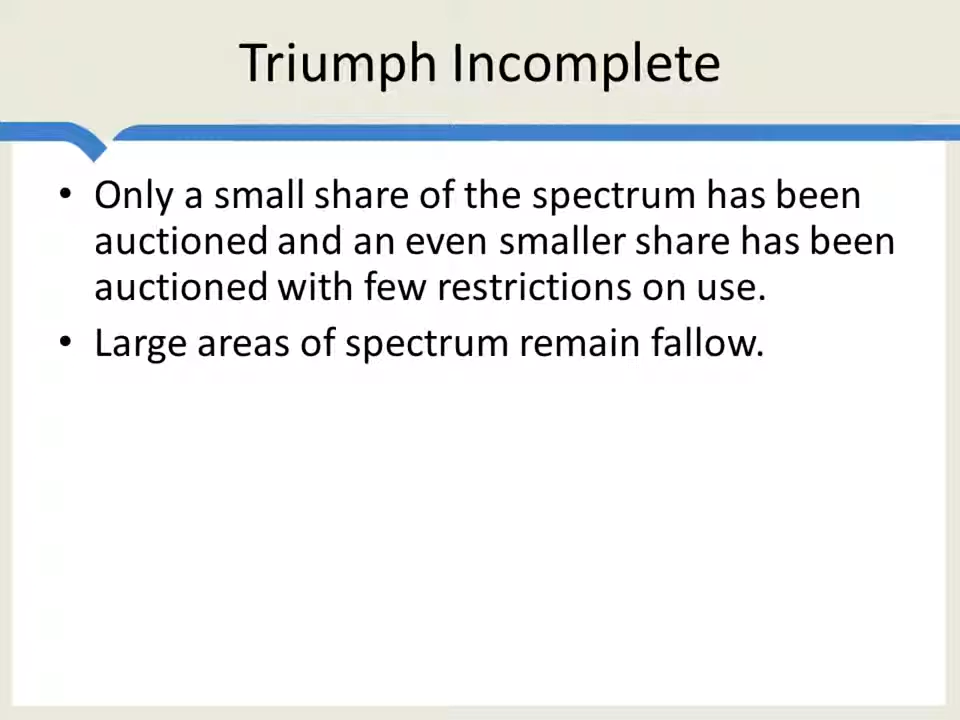 Triumph Incomplete
• Only a small share of the spectrum has been
auctioned and an even smaller share has been
auctioned with few restrictions on use.
• Large areas of spectrum remain fallow.